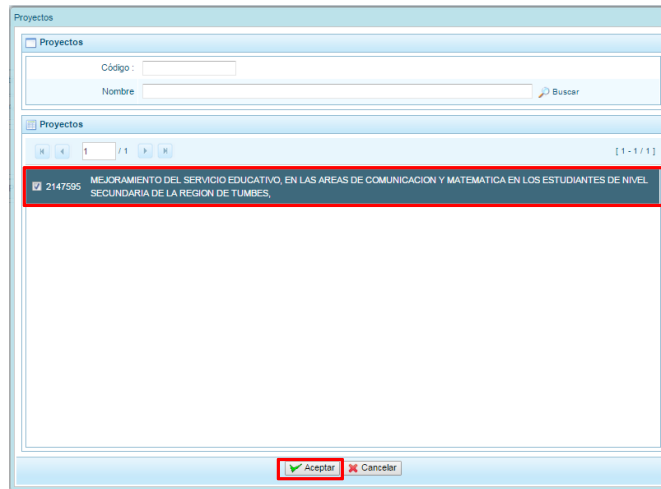 Proyectos
Proyectos
Código :
Nombre
Buscar
Proyectos
1 / 1
[ 1 - 1 / 1 ]
2147595 MEJORAMIENTO DEL SERVICIO EDUCATIVO, EN LAS AREAS DE COMUNICACION Y MATEMATICA EN LOS ESTUDIANTES DE NIVEL
SECUNDARIA DE LA REGION DE TUMBES,
Aceptar Cancelar